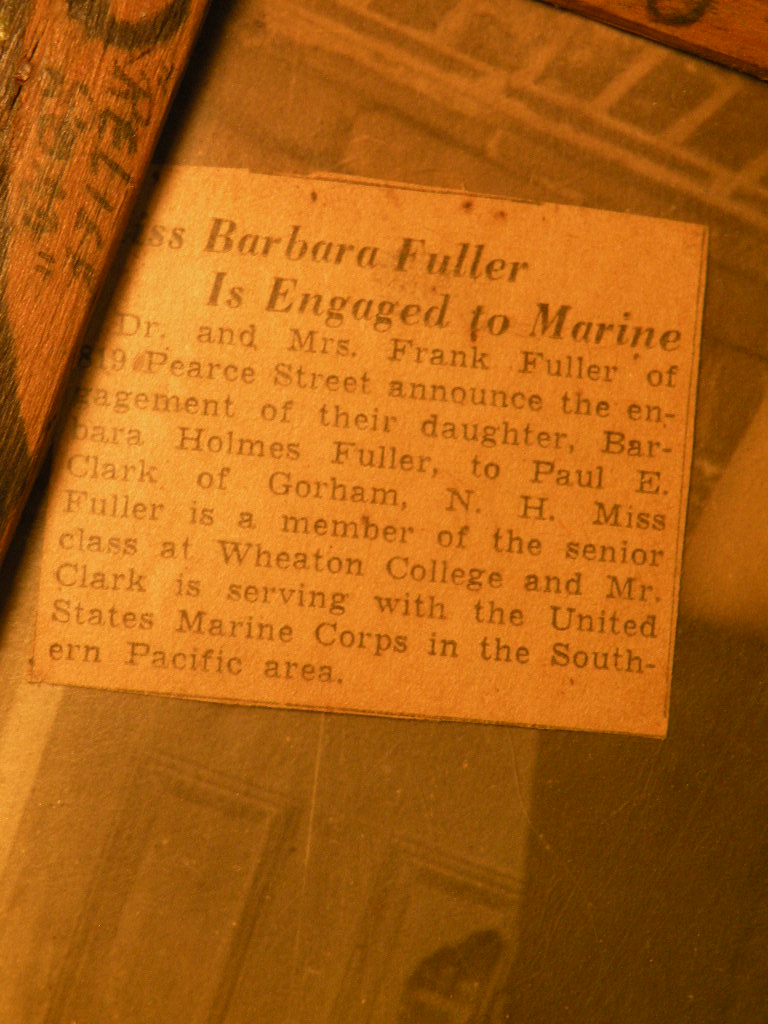 Miss Barbara Fuller
Is Engaged to Marine
Dr. and Mrs. Frank Fuller of
819 Pearce Street announce the en-
gagement of their daughter, Bar-
bara Holmes Fuller, to Paul E.
Clark of Gorham, N. H. Miss
Fuller is a member of the senior
class at Wheaton College and Mr.
Clark is serving with the United
States Marine Corps in the South-
ern Pacific area.